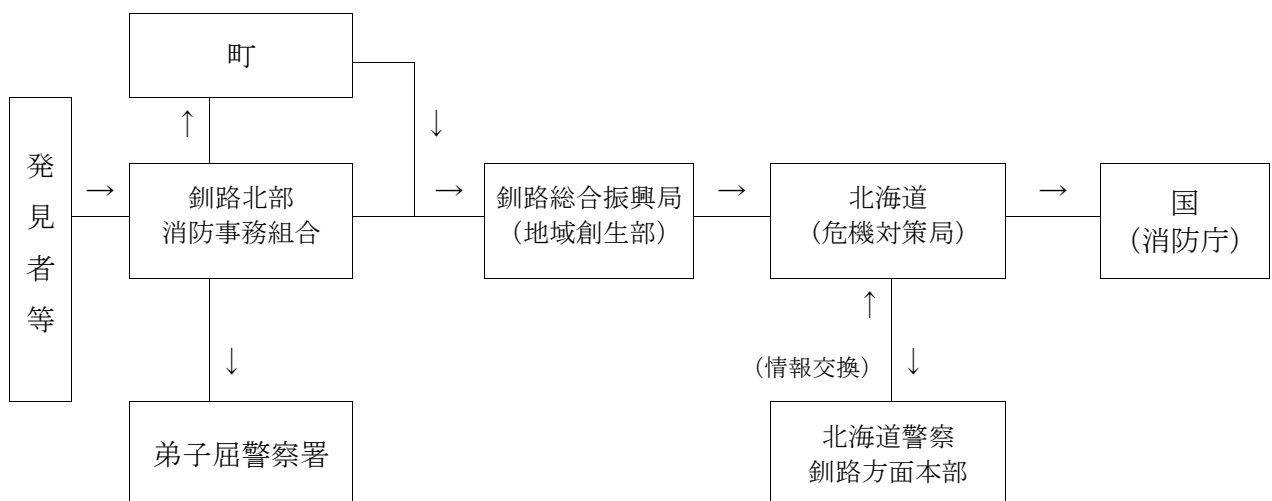 町
↑
↓
発見者等
→
釧路北部
消防事務組合
→
釧路総合振興局
（地域創生部）
→
北海道
（危機対策局）
→
国
（消防庁）
↓
↑
（情報交換）
↓
弟子屈警察署
北海道警察
釧路方面本部